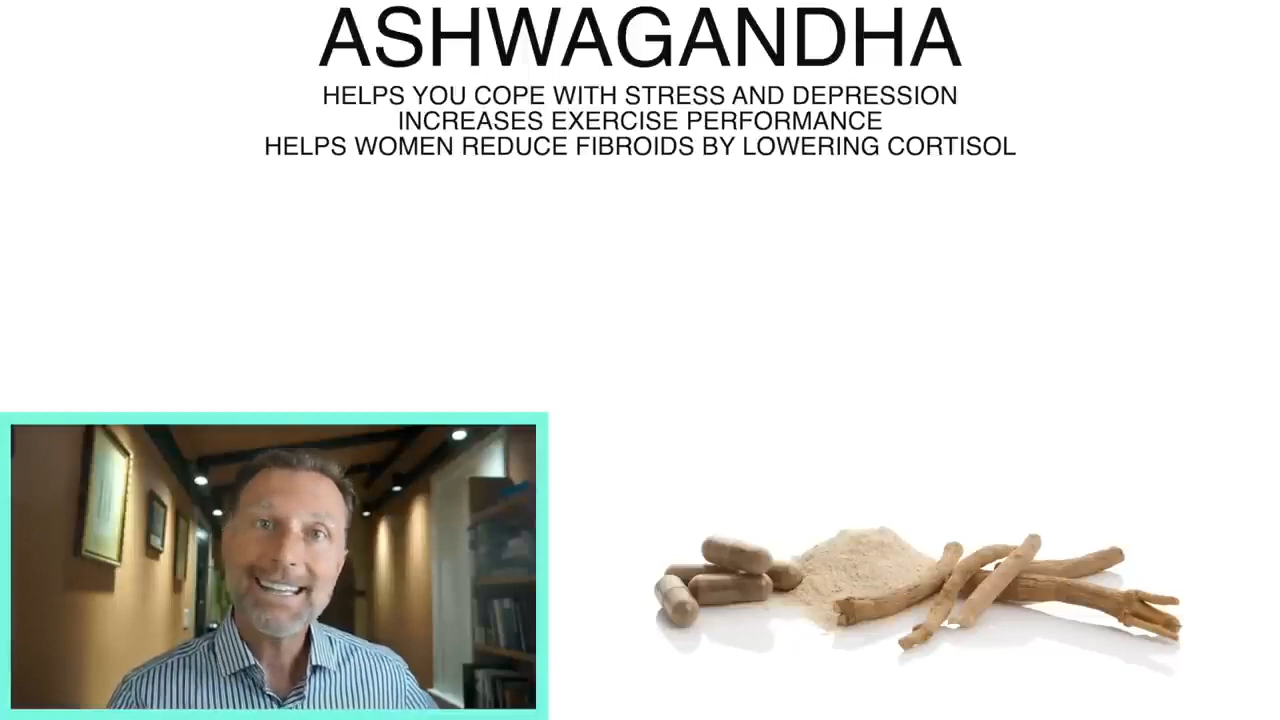 ASHWAGANDHA
HELPS YOU COPE WITH STRESS AND DEPRESSION
INCREASES EXERCISE PERFORMANCE
HELPS WOMEN REDUCE FIBROIDS BY LOWERING CORTISOL